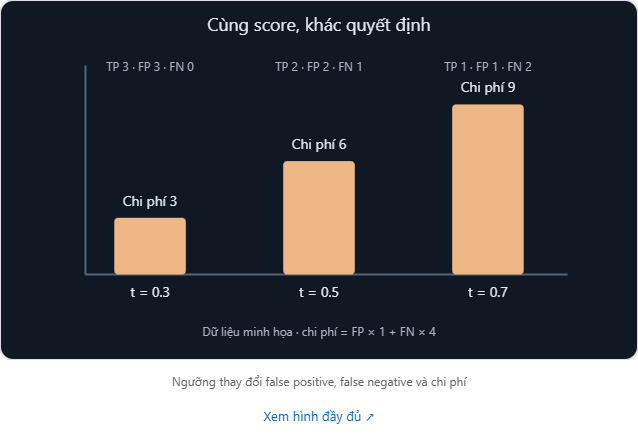 Cùng score, khác quyết định
TP 3 · FP 3 · FN 0
TP 2 · FP 2 · FN 1
TP 1 · FP 1 · FN 2
Chi phí 3
Chi phí 6
Chi phí 9
t = 0.3
t = 0.5
t = 0.7
Dữ liệu minh họa · chi phí = FP × 1 + FN × 4
Ngưỡng thay đổi false positive, false negative và chi phí
Xem hình đầy đủ ↗